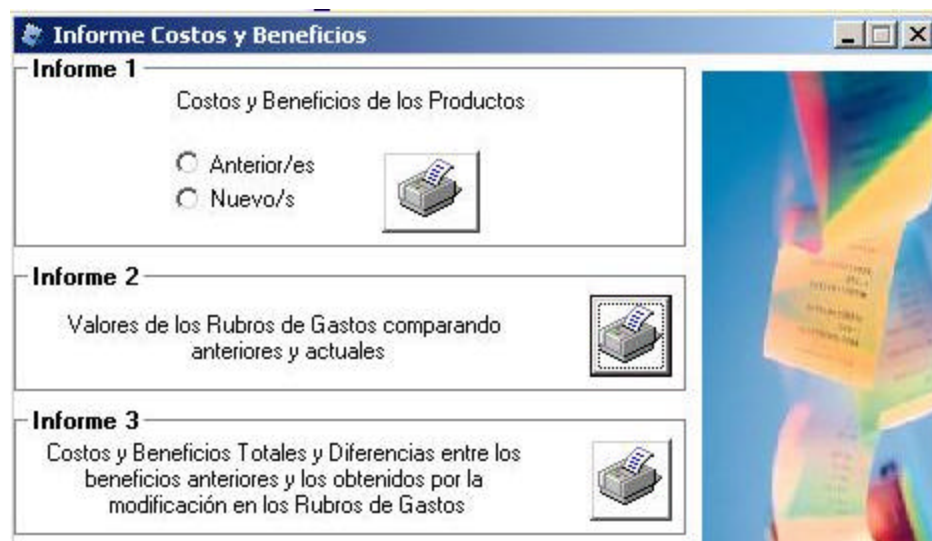 Informe Costos y Beneficios
Informe 1
Costos y Beneficios de los Productos
Anterior/es
Nuevo/s
Informe 2
Valores de los Rubros de Gastos comparando
anteriores y actuales
Informe 3
Costos y Beneficios Totales y Diferencias entre los
beneficios anteriores y los obtenidos por la
modificación en los Rubros de Gastos